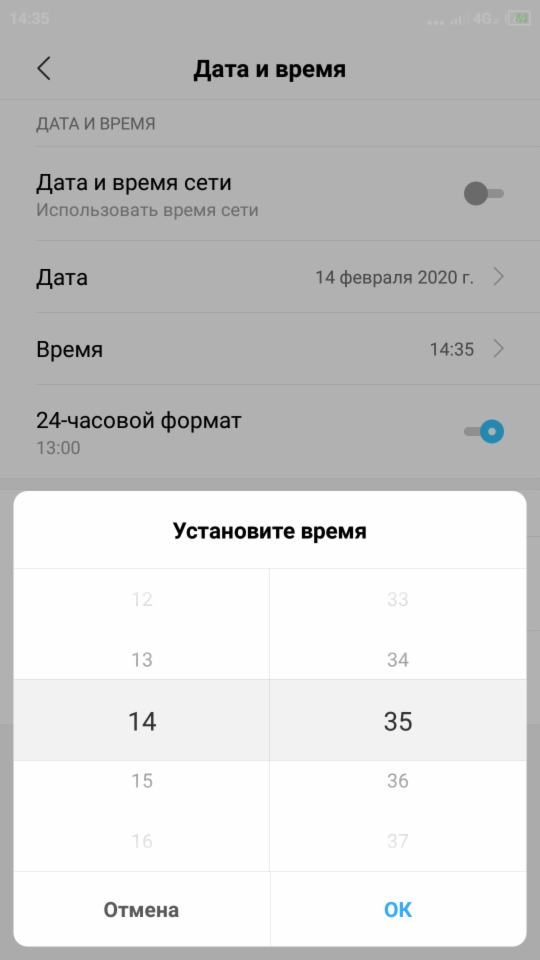 14:35 4G
Дата и время
ДАТА И ВРЕМЯ
Дата и время сети
Использовать время сети
Дата 14 февраля 2020 г.
Время 14:35
24-часовой формат
13:00
Установите время
12 33
13 34
14 35
15 36
16 37
Отмена ОК